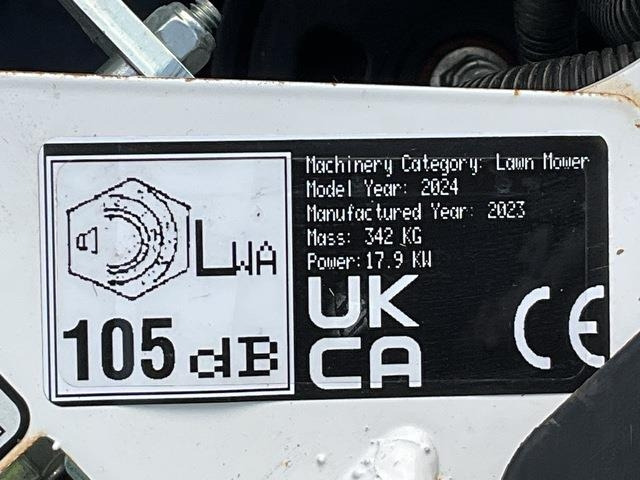 Machinery Category: Lawn Mower
Model Year: 2024
Manufactured Year: 2023
Mass: 342 KG
Power: 17.9 KW
LWA
105 dB
UK
CA
CE